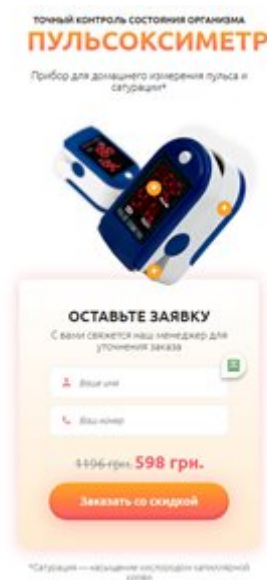 ТОЧНЫЙ КОНТРОЛЬ СОСТОЯНИЯ ОРГАНИЗМА
ПУЛЬСОКСИМЕТР
Прибор для домашнего измерения пульса и
сатурации*
ОСТАВЬТЕ ЗАЯВКУ
С вами свяжется наш менеджер для
уточнения заказа
Ваше имя
Ваш номер
1196 грн. 598 грн.
Заказать со скидкой
*Сатурация — насыщение кислородом капиллярной
крови